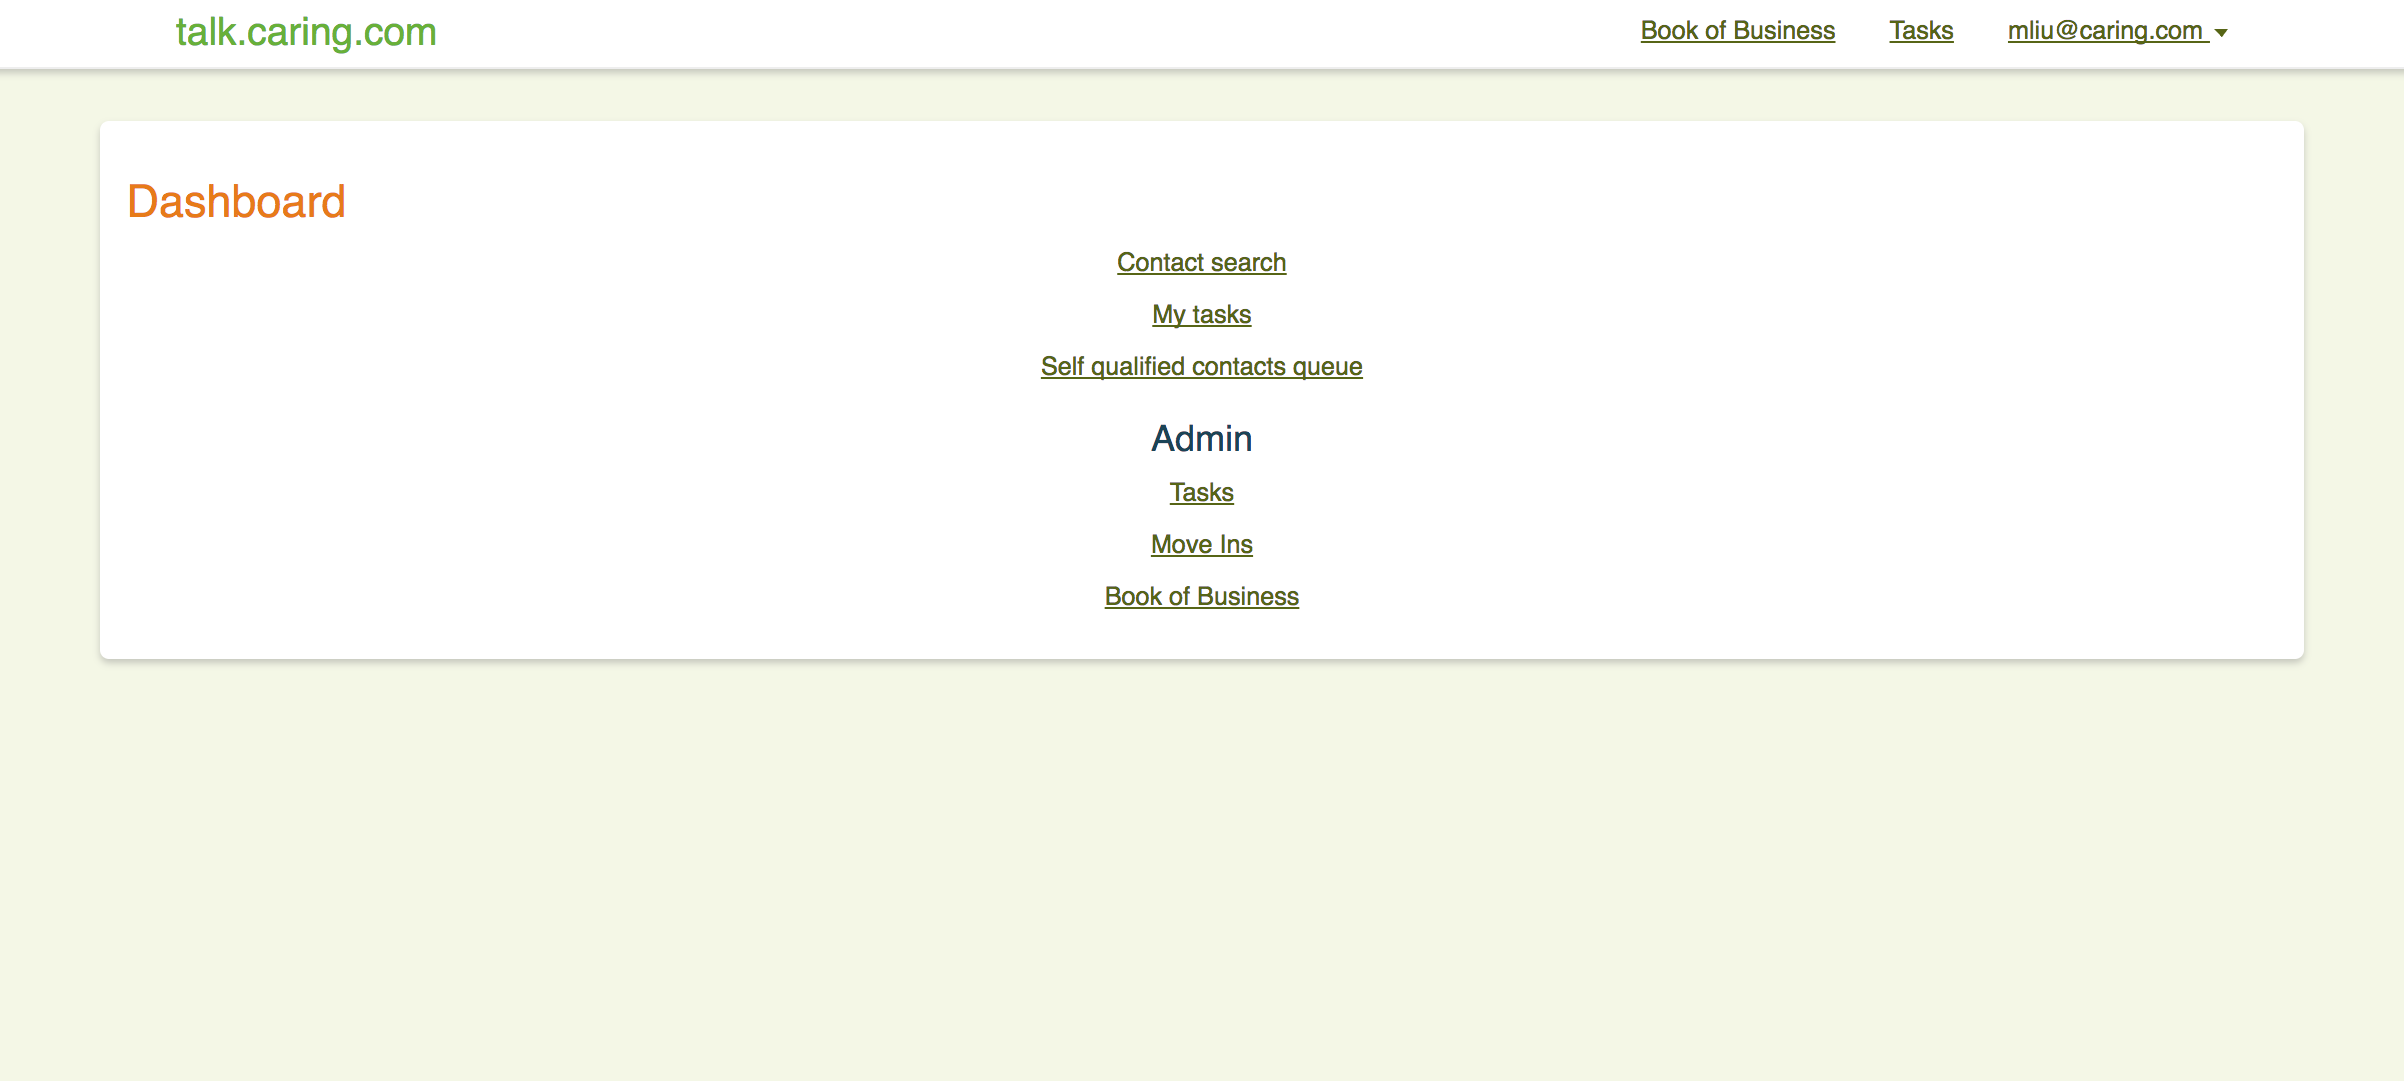 talk.caring.com Book of Business Tasks mliu@caring.com
Dashboard
Contact search
My tasks
Self qualified contacts queue
Admin
Tasks
Move Ins
Book of Business